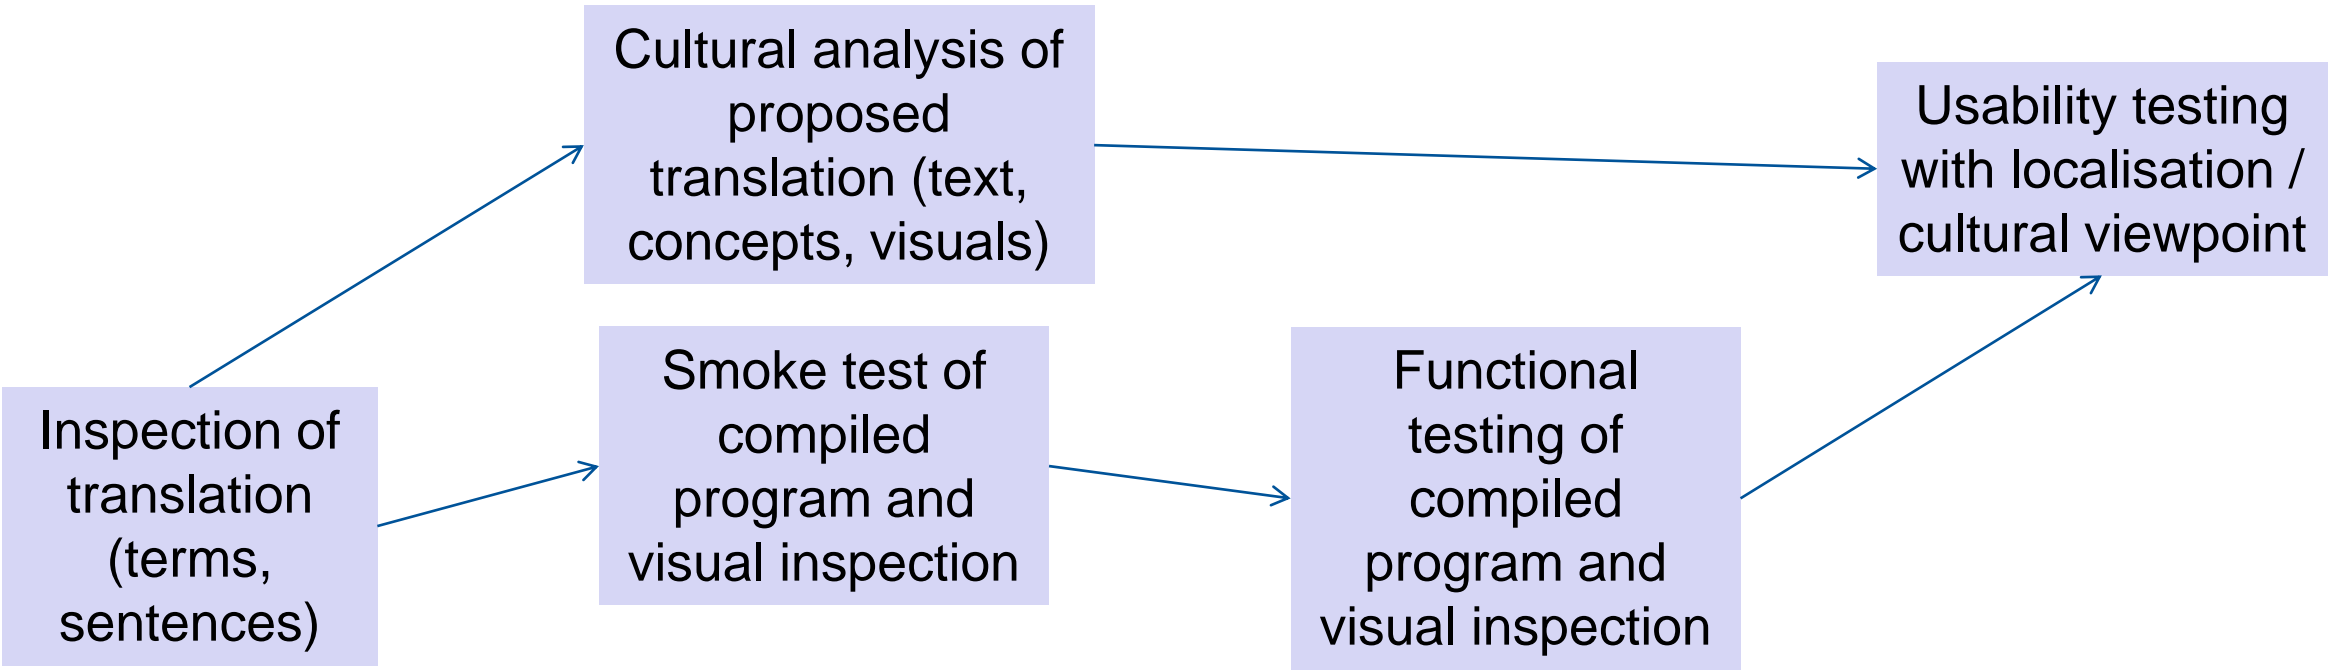 Cultural analysis of
proposed
translation (text,
concepts, visuals)
Usability testing
with localisation /
cultural viewpoint
Inspection of
translation
(terms,
sentences)
Smoke test of
compiled
program and
visual inspection
Functional
testing of
compiled
program and
visual inspection